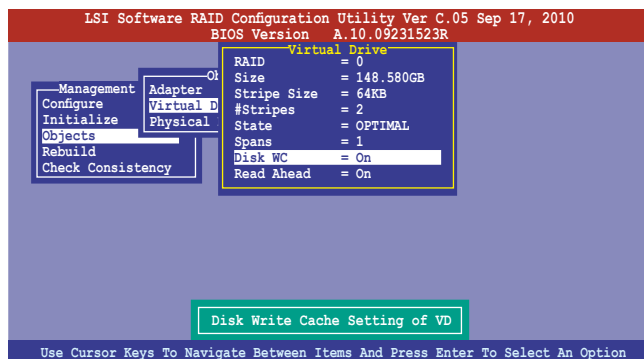 LSI Software RAID Configuration Utility Ver C.05 Sep 17, 2010
BIOS Version A.10.09231523R
Management
Configure
Initialize
Objects
Rebuild
Check Consistency
Ob
Adapter
Virtual D
Physical
Virtual Drive
RAID = 0
Size = 148.580GB
Stripe Size = 64KB
#Stripes = 2
State = OPTIMAL
Spans = 1
Disk WC = On
Read Ahead = On
Disk Write Cache Setting of VD
Use Cursor Keys To Navigate Between Items And Press Enter To Select An Option